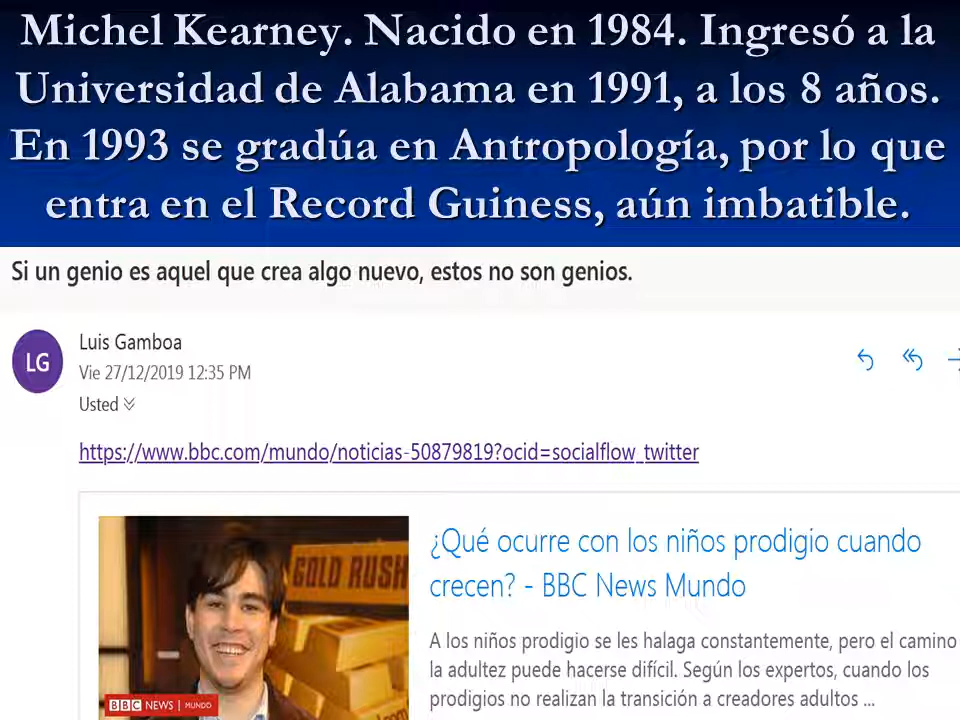 Michel Kearney. Nacido en 1984. Ingresó a la
Universidad de Alabama en 1991, a los 8 años.
En 1993 se gradúa en Antropología, por lo que
entra en el Record Guiness, aún imbatible.
Si un genio es aquel que crea algo nuevo, estos no son genios.
LG
Luis Gamboa
Vie 27/12/2019 12:35 PM
Usted
https://www.bbc.com/mundo/noticias-50879819?ocid=socialflow_twitter
¿Qué ocurre con los niños prodigio cuando
crecen? - BBC News Mundo
A los niños prodigio se les halaga constantemente, pero el camino
la adultez puede hacerse difícil. Según los expertos, cuando los
prodigios no realizan la transición a creadores adultos ...
GOLD RUSH
BBC NEWS | MUNDO
.com